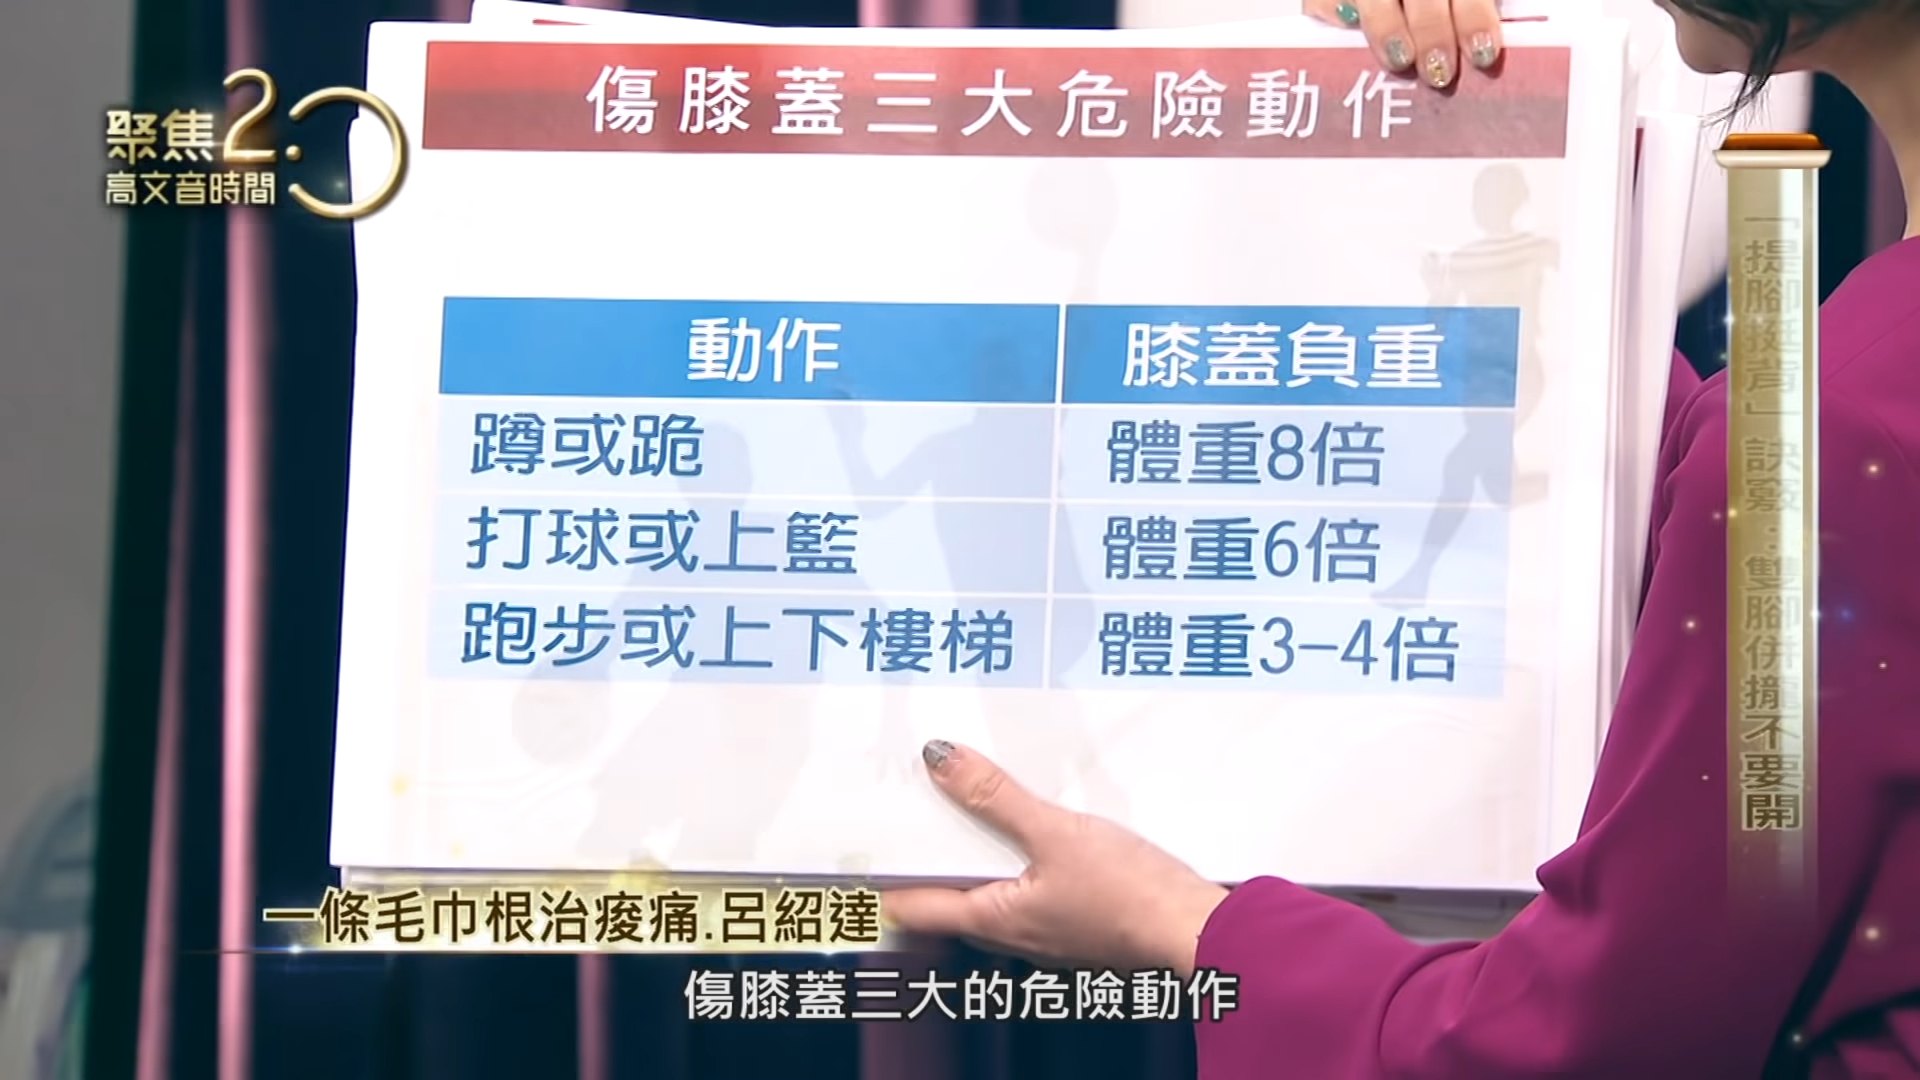 傷膝蓋三大危險動作
聚焦2.0
高文音時間
動作 膝蓋負重
蹲或跪 體重8倍
打球或上籃 體重6倍
跑步或上下樓梯 體重3-4倍
「提腳挺背」訣竅:雙腳併攏不要開
一條毛巾根治痠痛.呂紹達
傷膝蓋三大的危險動作